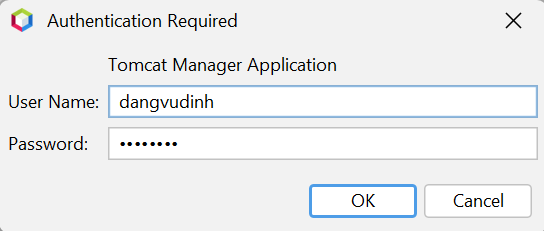 Authentication Required
Tomcat Manager Application
User Name: dangvudinh
Password: ••••••••
OK Cancel